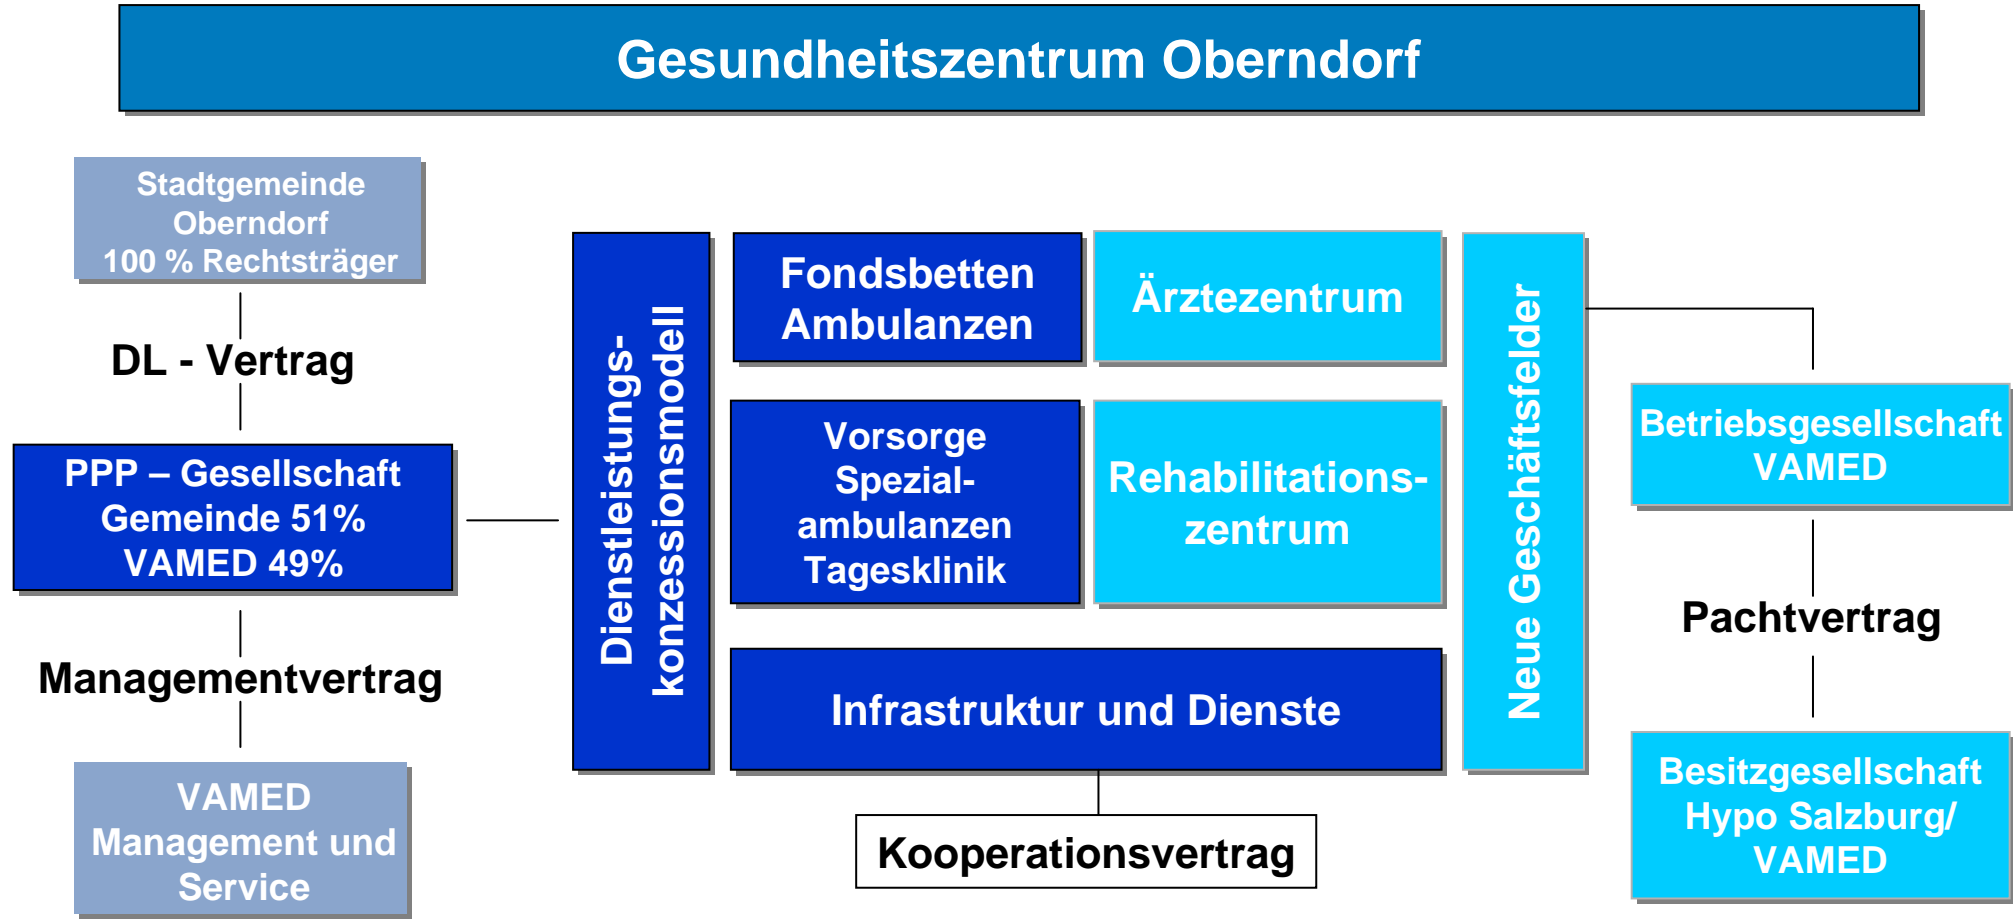 Gesundheitszentrum Oberndorf
Stadtgemeinde
Oberndorf
100 % Rechtsträger
DL - Vertrag
PPP – Gesellschaft
Gemeinde 51%
VAMED 49%
Managementvertrag
VAMED
Management und
Service
Dienstleistungs-
konzessionsmodell
Fondsbetten
Ambulanzen
Ärztezentrum
Vorsorge
Spezial-
ambulanzen
Tagesklinik
Rehabilitations-
zentrum
Infrastruktur und Dienste
Kooperationsvertrag
Neue Geschäftsfelder
Betriebsgesellschaft
VAMED
Pachtvertrag
Besitzgesellschaft
Hypo Salzburg/
VAMED